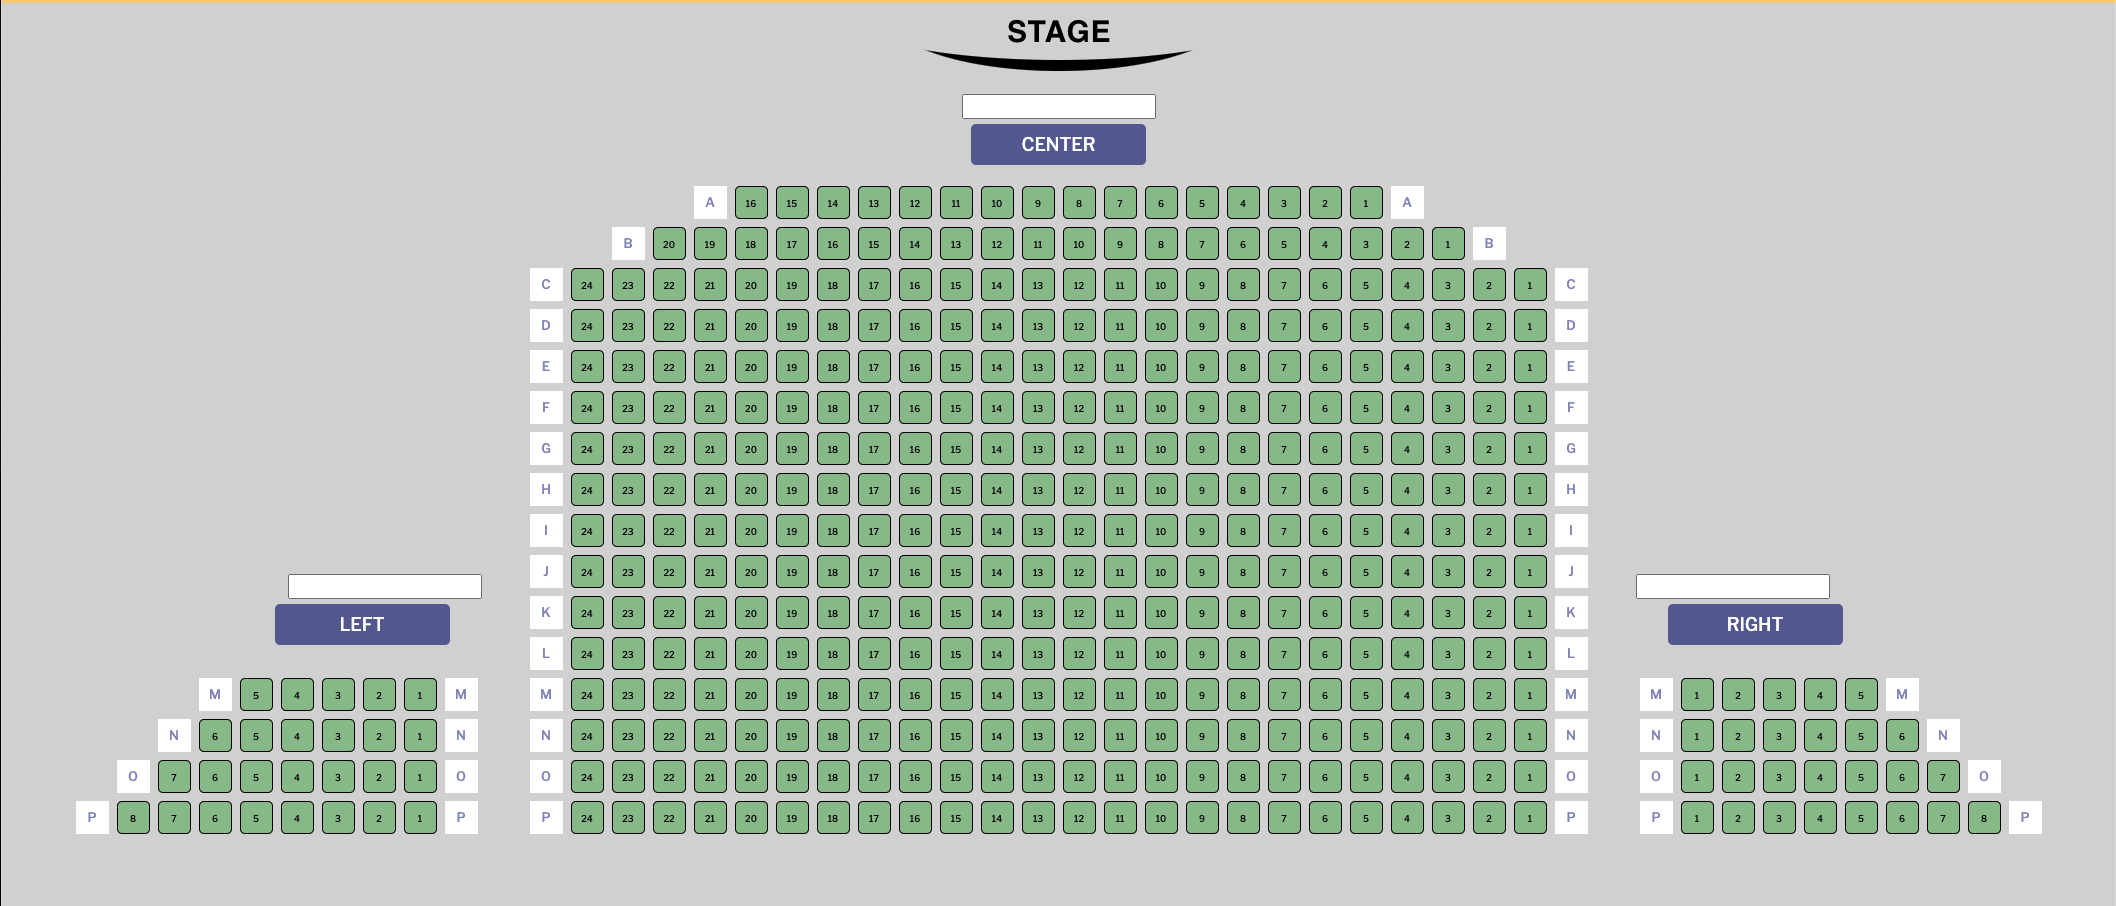 STAGE
CENTER
A 16 15 14 13 12 11 10 9 8 7 6 5 4 3 2 1 A
B 20 19 18 17 16 15 14 13 12 11 10 9 8 7 6 5 4 3 2 1 B
C 24 23 22 21 20 19 18 17 16 15 14 13 12 11 10 9 8 7 6 5 4 3 2 1 C
D 24 23 22 21 20 19 18 17 16 15 14 13 12 11 10 9 8 7 6 5 4 3 2 1 D
E 24 23 22 21 20 19 18 17 16 15 14 13 12 11 10 9 8 7 6 5 4 3 2 1 E
F 24 23 22 21 20 19 18 17 16 15 14 13 12 11 10 9 8 7 6 5 4 3 2 1 F
G 24 23 22 21 20 19 18 17 16 15 14 13 12 11 10 9 8 7 6 5 4 3 2 1 G
H 24 23 22 21 20 19 18 17 16 15 14 13 12 11 10 9 8 7 6 5 4 3 2 1 H
I 24 23 22 21 20 19 18 17 16 15 14 13 12 11 10 9 8 7 6 5 4 3 2 1 I
J 24 23 22 21 20 19 18 17 16 15 14 13 12 11 10 9 8 7 6 5 4 3 2 1 J
K 24 23 22 21 20 19 18 17 16 15 14 13 12 11 10 9 8 7 6 5 4 3 2 1 K
L 24 23 22 21 20 19 18 17 16 15 14 13 12 11 10 9 8 7 6 5 4 3 2 1 L
M 24 23 22 21 20 19 18 17 16 15 14 13 12 11 10 9 8 7 6 5 4 3 2 1 M
N 24 23 22 21 20 19 18 17 16 15 14 13 12 11 10 9 8 7 6 5 4 3 2 1 N
O 24 23 22 21 20 19 18 17 16 15 14 13 12 11 10 9 8 7 6 5 4 3 2 1 O
P 24 23 22 21 20 19 18 17 16 15 14 13 12 11 10 9 8 7 6 5 4 3 2 1 P
LEFT
M 5 4 3 2 1 M
N 6 5 4 3 2 1 N
O 7 6 5 4 3 2 1 O
P 8 7 6 5 4 3 2 1 P
RIGHT
M 1 2 3 4 5 M
N 1 2 3 4 5 6 N
O 1 2 3 4 5 6 7 O
P 1 2 3 4 5 6 7 8 P